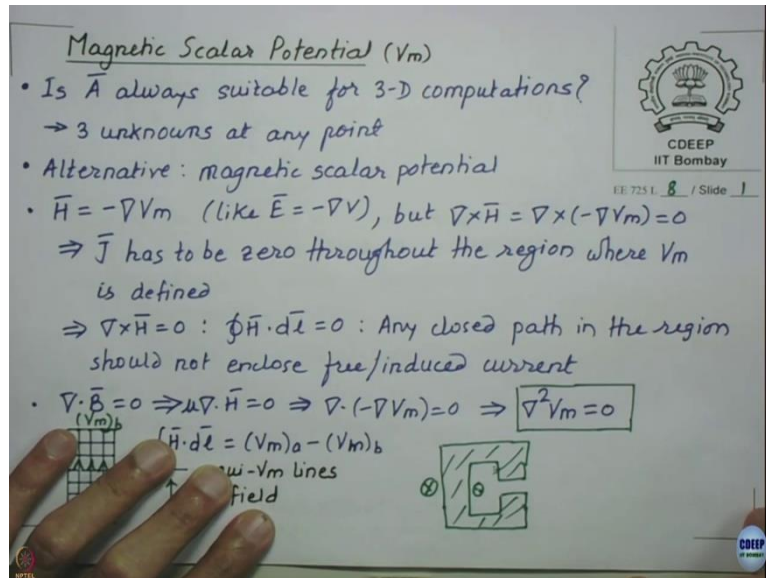 Magnetic Scalar Potential (Vm)
• Is A̅ always suitable for 3-D computations?
→ 3 unknowns at any point
• Alternative : magnetic scalar potential
• H̅ = -∇Vm (like E̅ = -∇V), but ∇×H̅ = ∇×(-∇Vm) = 0
⇒ J̅ has to be zero throughout the region where Vm
is defined
⇒ ∇×H̅ = 0 : ∮H̅·dl̅ = 0 : Any closed path in the region
should not enclose free/induced current
• ∇·B̅ = 0 ⇒ μ∇·H̅ = 0 ⇒ ∇·(-∇Vm) = 0 ⇒ ∇²Vm = 0
(Vm)b
∫H̅·dl̅ = (Vm)a - (Vm)b
lines
field
CDEEP
IIT Bombay
EE 725 L 8 / Slide 1
NPTEL
CDEEP
IIT BOMBAY